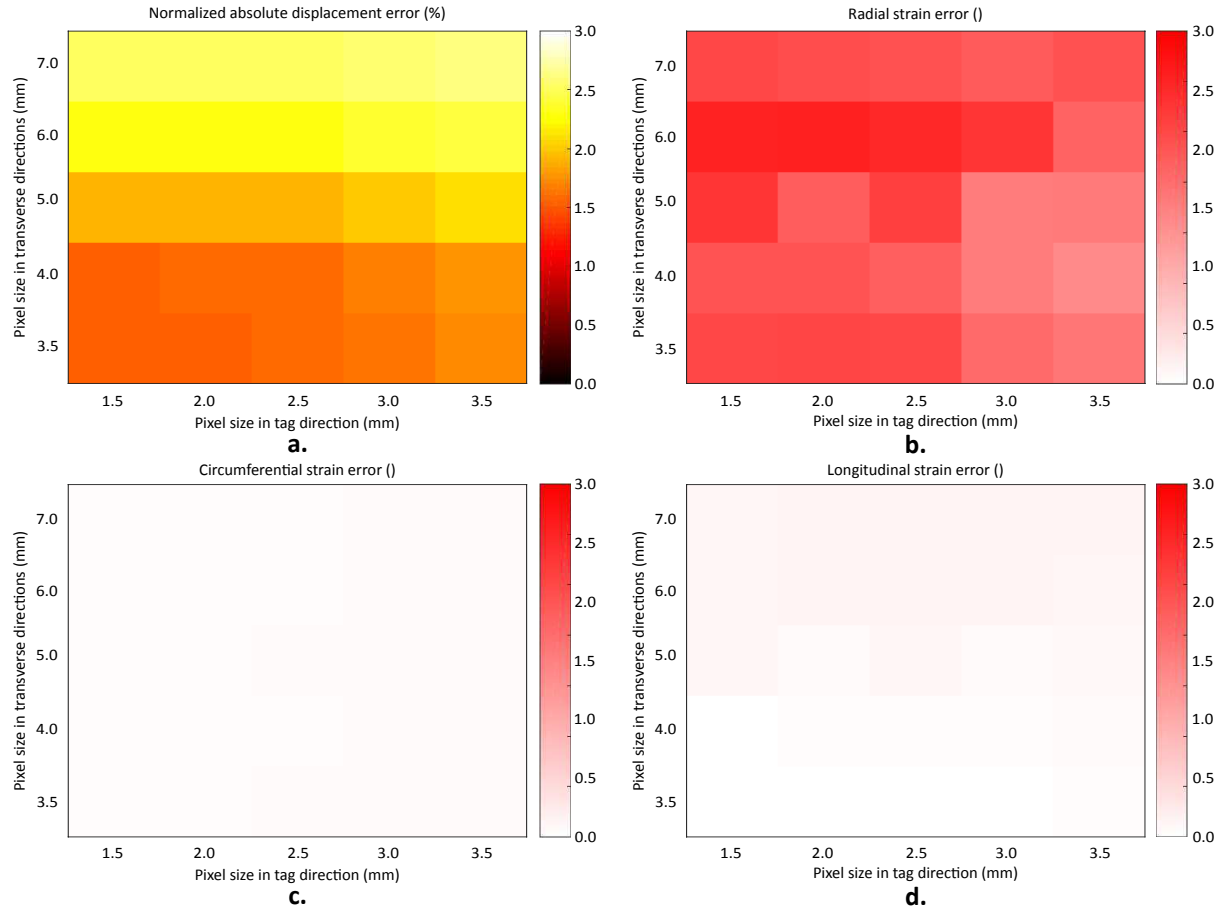 Normalized absolute displacement error (%)
Pixel size in transverse directions (mm)
7.0
6.0
5.0
4.0
3.5
1.5 2.0 2.5 3.0 3.5
Pixel size in tag direction (mm)
3.0
2.5
2.0
1.5
1.0
0.5
0.0
a.
Radial strain error ()
Pixel size in transverse directions (mm)
7.0
6.0
5.0
4.0
3.5
1.5 2.0 2.5 3.0 3.5
Pixel size in tag direction (mm)
3.0
2.5
2.0
1.5
1.0
0.5
0.0
b.
Circumferential strain error ()
Pixel size in transverse directions (mm)
7.0
6.0
5.0
4.0
3.5
1.5 2.0 2.5 3.0 3.5
Pixel size in tag direction (mm)
3.0
2.5
2.0
1.5
1.0
0.5
0.0
c.
Longitudinal strain error ()
Pixel size in transverse directions (mm)
7.0
6.0
5.0
4.0
3.5
1.5 2.0 2.5 3.0 3.5
Pixel size in tag direction (mm)
3.0
2.5
2.0
1.5
1.0
0.5
0.0
d.